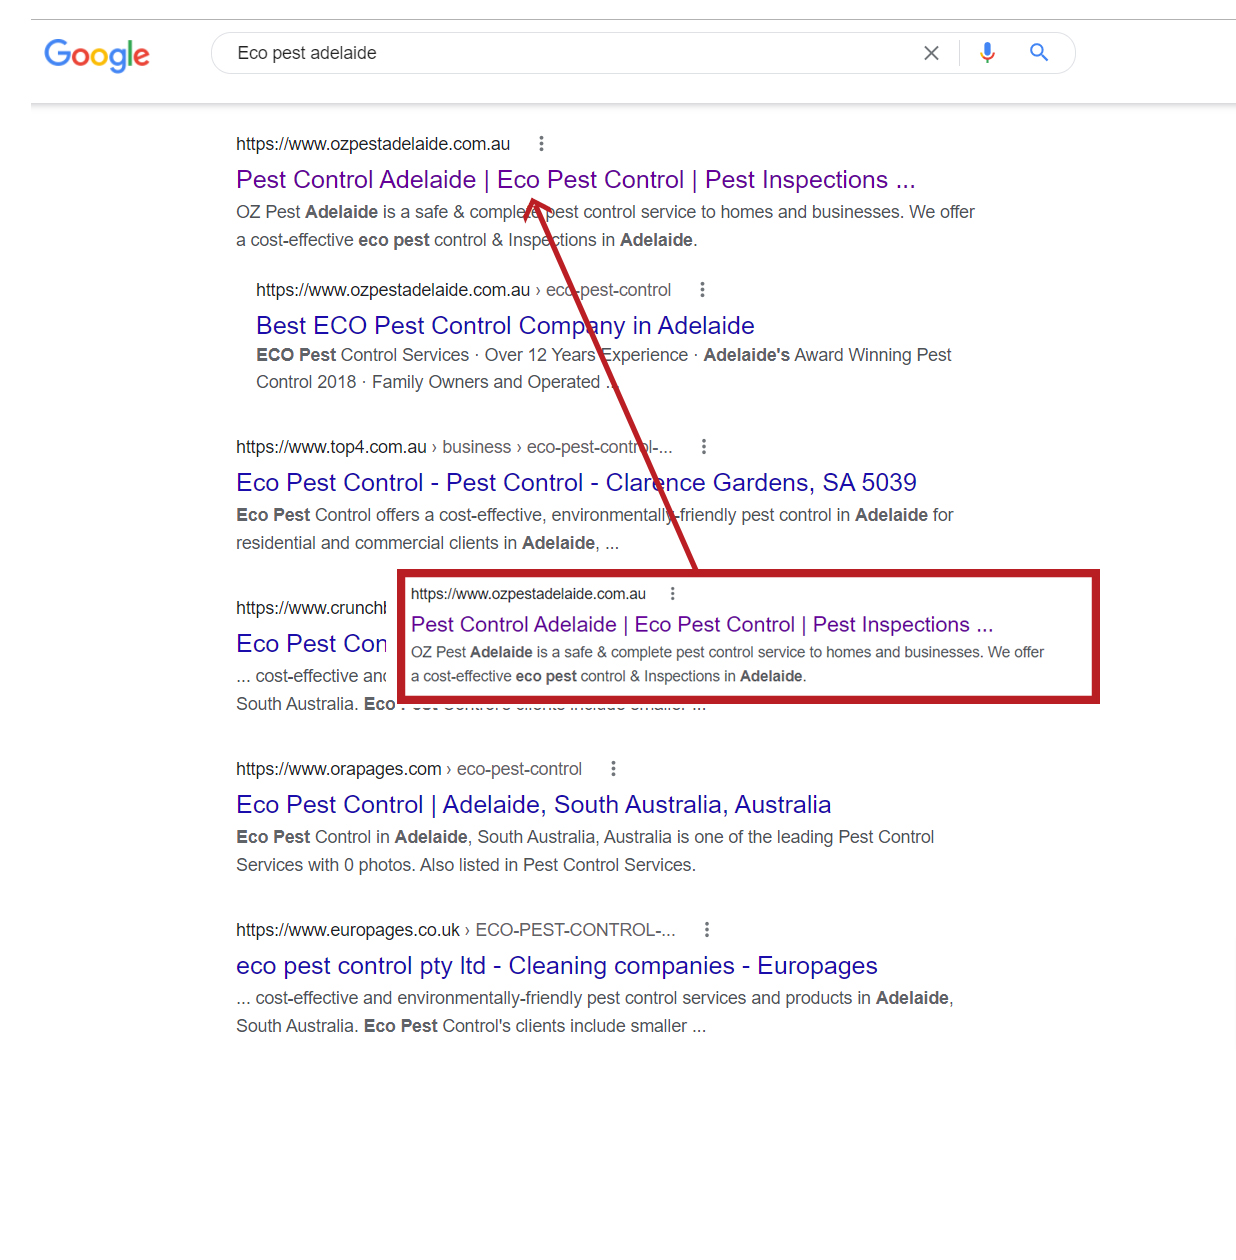 Google
Eco pest adelaide
https://www.ozpestadelaide.com.au
Pest Control Adelaide | Eco Pest Control | Pest Inspections ...
OZ Pest Adelaide is a safe & complete pest control service to homes and businesses. We offer
a cost-effective eco pest control & Inspections in Adelaide.
https://www.ozpestadelaide.com.au › eco-pest-control
Best ECO Pest Control Company in Adelaide
ECO Pest Control Services · Over 12 Years Experience · Adelaide's Award Winning Pest
Control 2018 · Family Owners and Operated ...
https://www.top4.com.au › business › eco-pest-control-...
Eco Pest Control - Pest Control - Clarence Gardens, SA 5039
Eco Pest Control offers a cost-effective, environmentally-friendly pest control in Adelaide for
residential and commercial clients in Adelaide, ...
https://www.crunchb
Eco Pest Con
... cost-effective and
South Australia. Eco Pest Control's clients include smaller ...
https://www.ozpestadelaide.com.au
Pest Control Adelaide | Eco Pest Control | Pest Inspections ...
OZ Pest Adelaide is a safe & complete pest control service to homes and businesses. We offer
a cost-effective eco pest control & Inspections in Adelaide.
https://www.orapages.com › eco-pest-control
Eco Pest Control | Adelaide, South Australia, Australia
Eco Pest Control in Adelaide, South Australia, Australia is one of the leading Pest Control
Services with 0 photos. Also listed in Pest Control Services.
https://www.europages.co.uk › ECO-PEST-CONTROL-...
eco pest control pty ltd - Cleaning companies - Europages
... cost-effective and environmentally-friendly pest control services and products in Adelaide,
South Australia. Eco Pest Control's clients include smaller ...